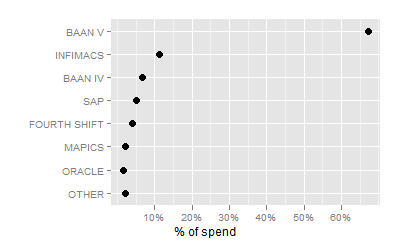 BAAN V
INFIMACS
BAAN IV
SAP
FOURTH SHIFT
MAPICS
ORACLE
OTHER
10% 20% 30% 40% 50% 60%
% of spend